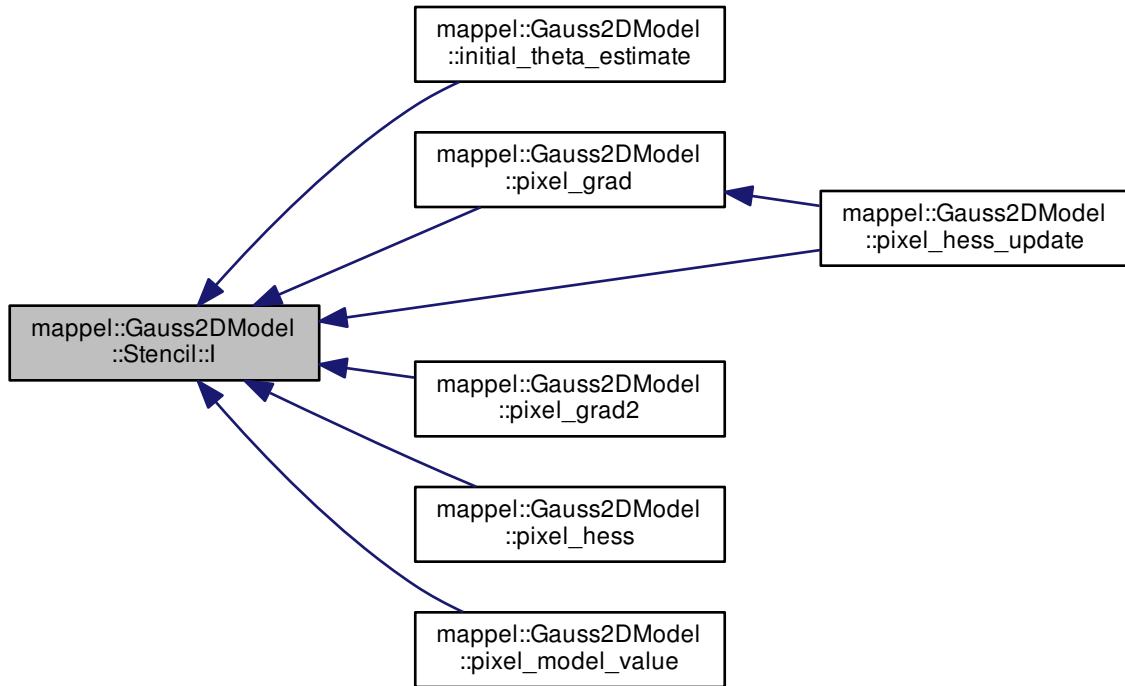 mappel::Gauss2DModel
::initial_theta_estimate
mappel::Gauss2DModel
::pixel_grad
mappel::Gauss2DModel
::pixel_hess_update
mappel::Gauss2DModel
::Stencil::I
mappel::Gauss2DModel
::pixel_grad2
mappel::Gauss2DModel
::pixel_hess
mappel::Gauss2DModel
::pixel_model_value